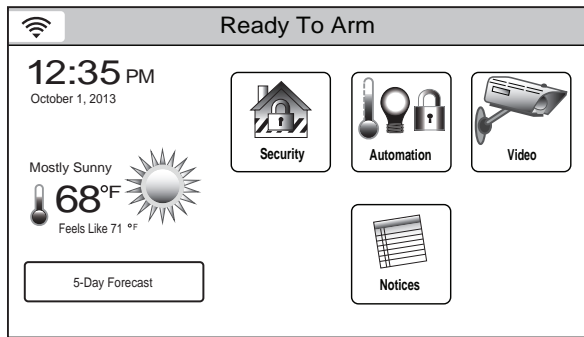 Ready To Arm
12:35 PM
October 1, 2013
Mostly Sunny
68°F
Feels Like 71 °F
5-Day Forecast
Security
Automation
Video
Notices